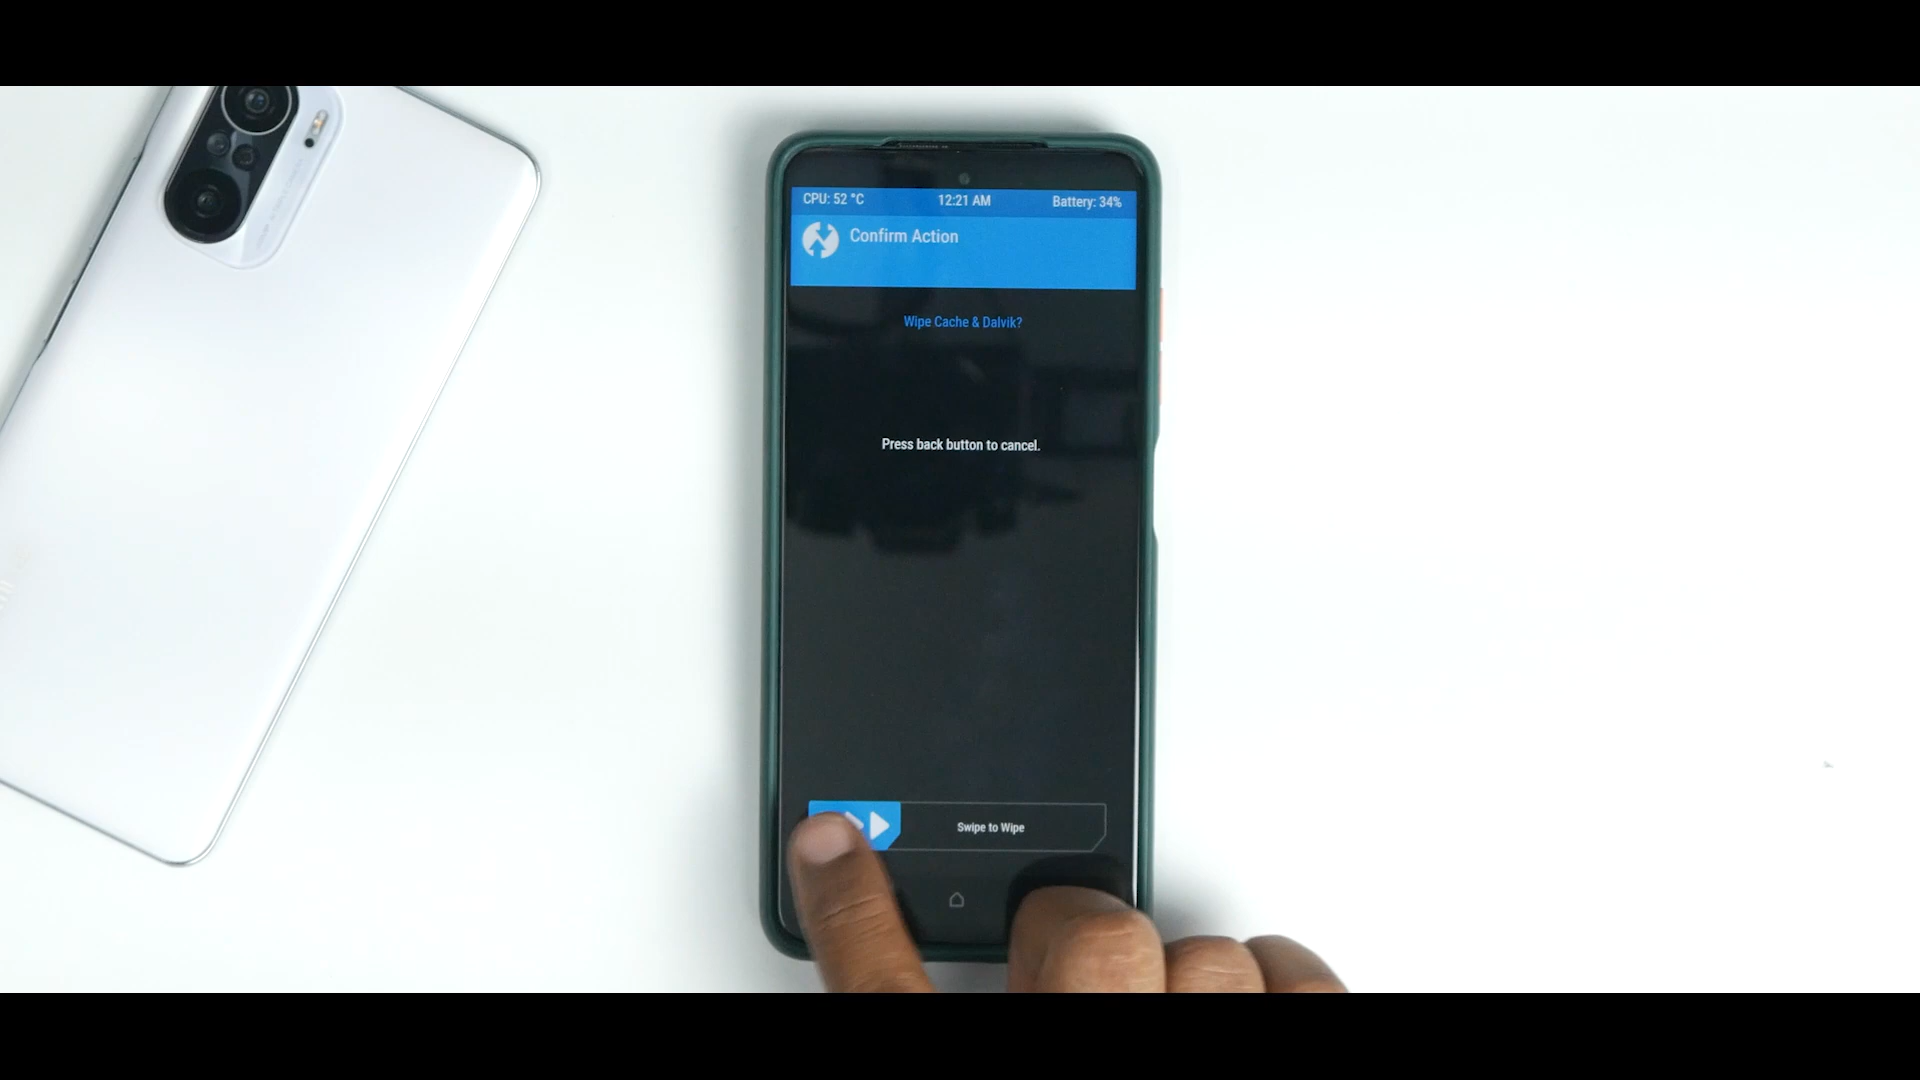 CPU: 52 °C 12:21 AM Battery: 34%
Confirm Action
Wipe Cache & Dalvik?
Press back button to cancel.
Swipe to Wipe